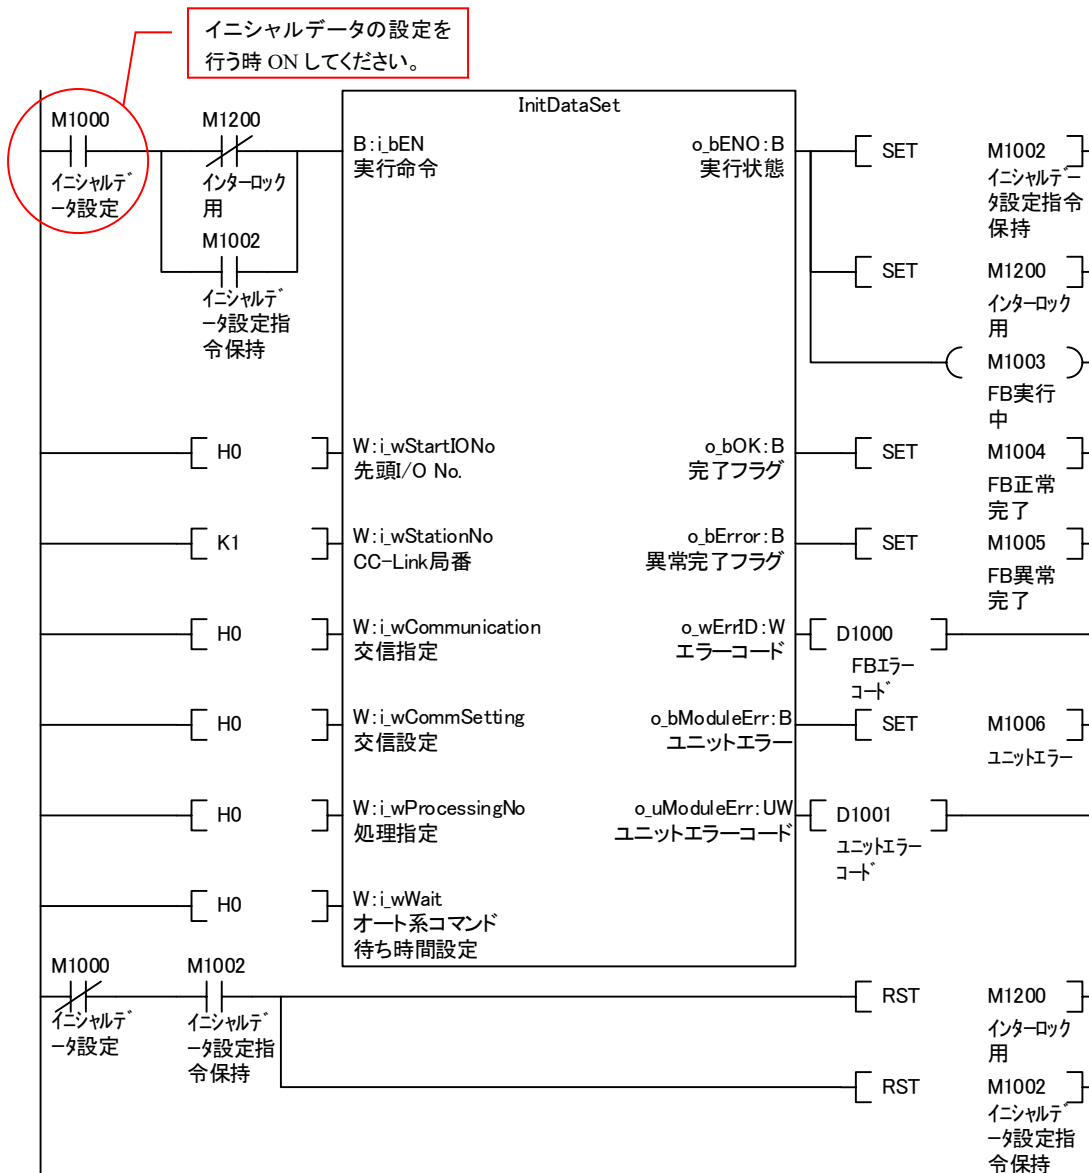 イニシャルデータの設定を
行う時 ON してください。
InitDataSet
M1000
イニシャルデ
ータ設定
M1200
インターロック
用
M1002
イニシャルデ
ータ設定指
令保持
B:i_bEN
実行命令
o_bENO:B
実行状態
SET M1002
イニシャルデー
タ設定指令
保持
SET M1200
インターロック
用
M1003
FB実行
中
H0
W:i_wStartIONo
先頭I/O No.
o_bOK:B
完了フラグ
SET M1004
FB正常
完了
K1
W:i_wStationNo
CC-Link局番
o_bError:B
異常完了フラグ
SET M1005
FB異常
完了
H0
W:i_wCommunication
交信指定
o_wErrID:W
エラーコード
D1000
FBエラー
コード
H0
W:i_wCommSetting
交信設定
o_bModuleErr:B
ユニットエラー
SET M1006
ユニットエラー
H0
W:i_wProcessingNo
処理指定
o_uModuleErr:UW
ユニットエラーコード
D1001
ユニットエラー
コード
H0
W:i_wWait
オート系コマンド
待ち時間設定
M1000
イニシャルデ
ータ設定
M1002
イニシャルデ
ータ設定指
令保持
RST M1200
インターロック
用
RST M1002
イニシャルデ
ータ設定指
令保持